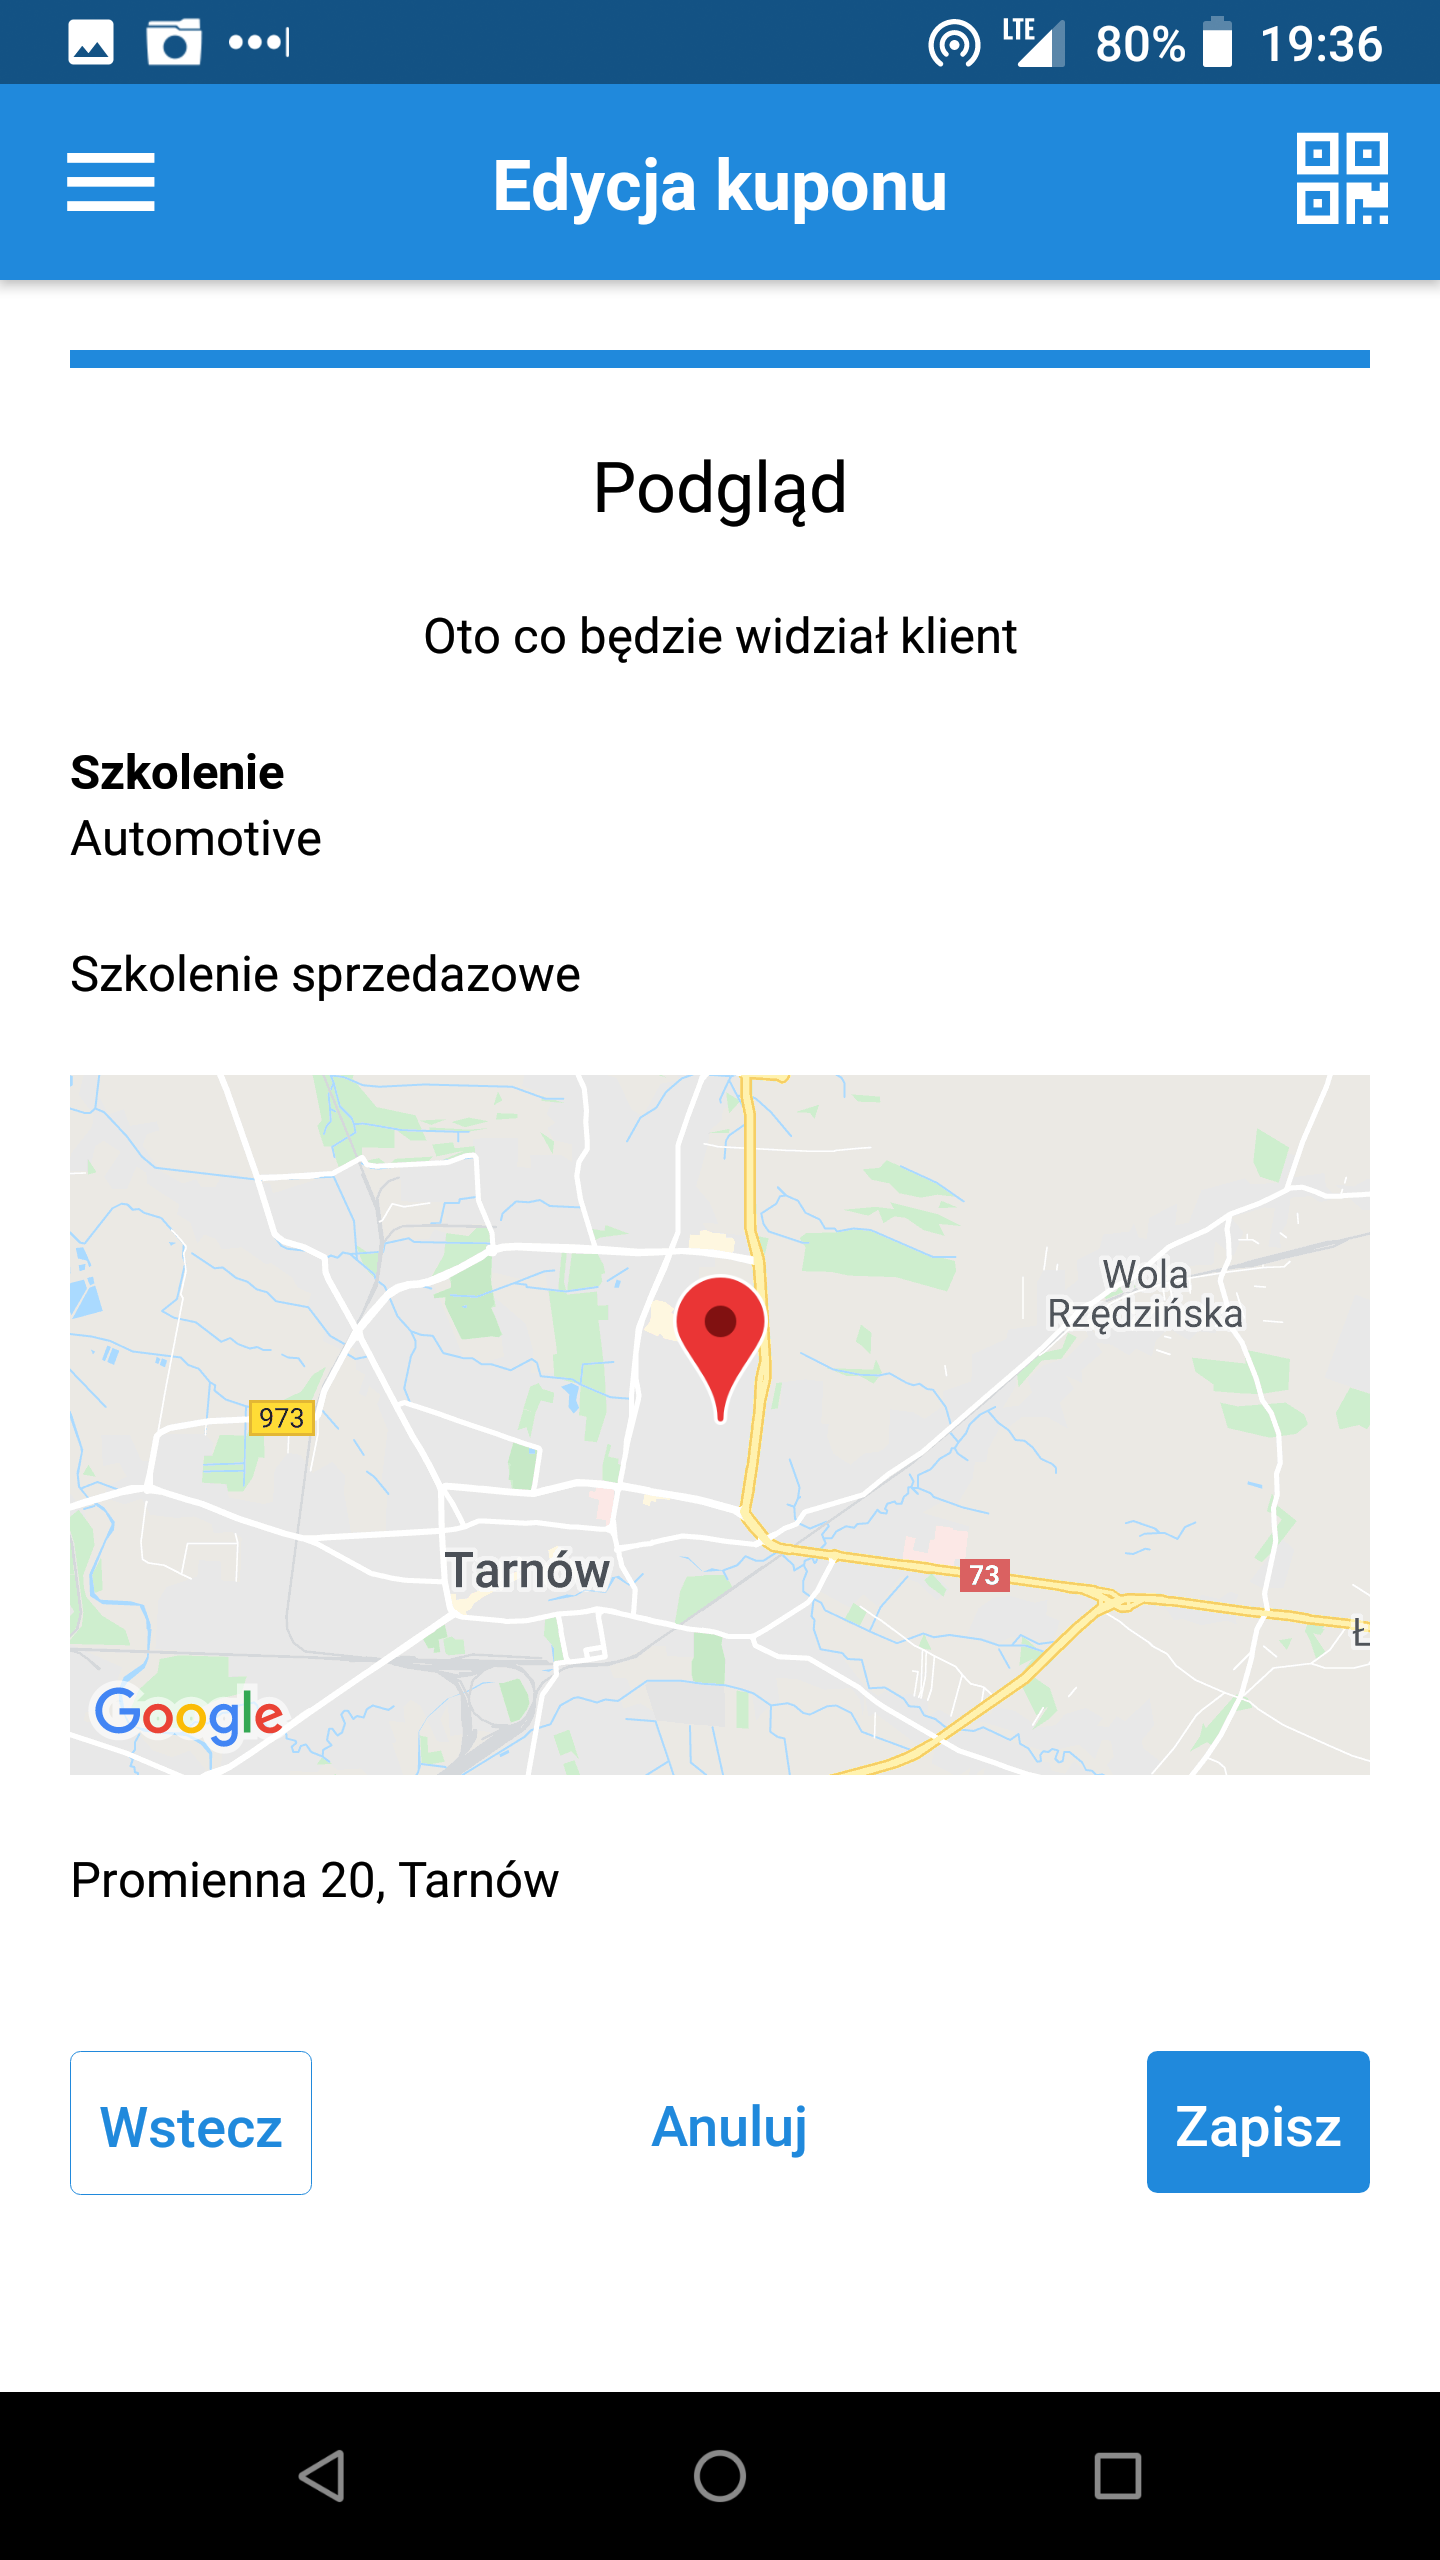 LTE 80% 19:36
Edycja kuponu
Podgląd
Oto co będzie widział klient
Szkolenie
Automotive
Szkolenie sprzedazowe
Wola
Rzędzińska
973
Tarnów
73
Ł
Google
Promienna 20, Tarnów
Wstecz Anuluj Zapisz